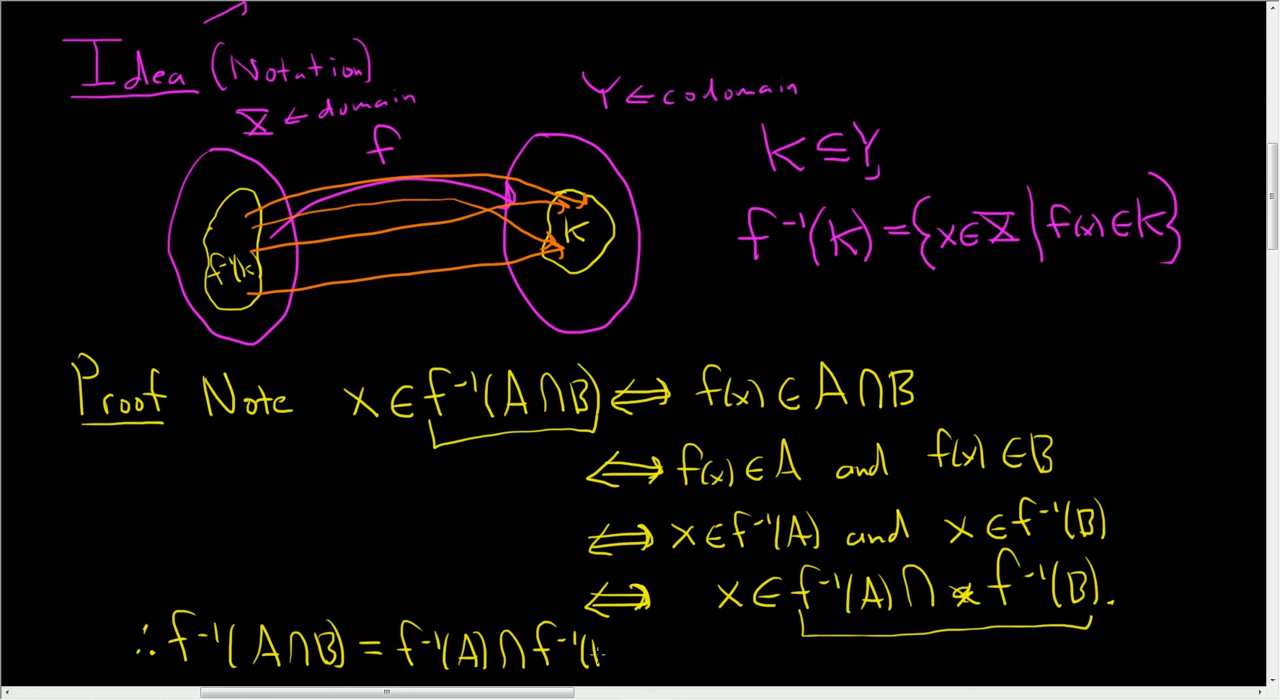 Idea (Notation)
X ← domain
Y ← codomain
f
K ⊆ Y
f⁻¹(K) = {x ∈ X | f(x) ∈ K}
f⁻¹(K
K
Proof Note x ∈ f⁻¹(A ∩ B) ⟺ f(x) ∈ A ∩ B
⟺ f(x) ∈ A and f(x) ∈ B
⟺ x ∈ f⁻¹(A) and x ∈ f⁻¹(B)
⟺ x ∈ f⁻¹(A) ∩ f⁻¹(B).
∴ f⁻¹(A ∩ B) = f⁻¹(A) ∩ f⁻¹(